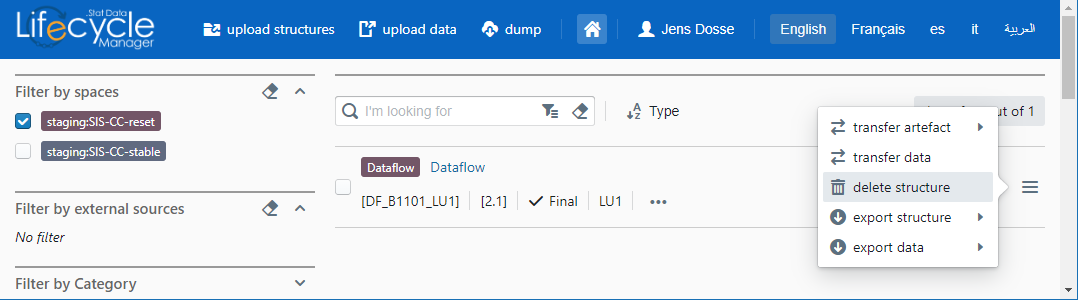 .Stat Data
Lifecycle
Manager
upload structures
upload data
dump
Jens Dosse
English
Français
es
it
العربية
Filter by spaces
staging:SIS-CC-reset
staging:SIS-CC-stable
Filter by external sources
No filter
Filter by Category
I'm looking for
Type
out of 1
Dataflow Dataflow
[DF_B1101_LU1] [2.1] Final LU1 •••
transfer artefact
transfer data
delete structure
export structure
export data